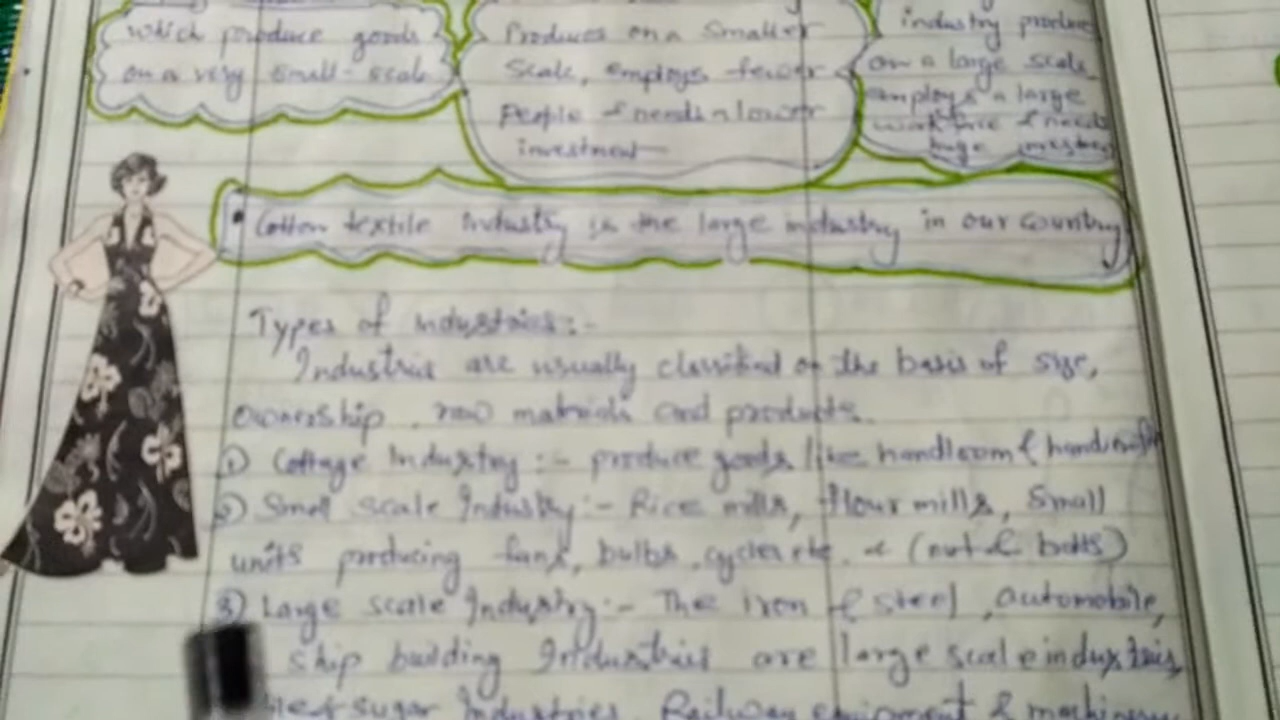 which produce goods
on a very small-scale
Produces on a Smaller
Scale, employs fewer
People & needs a lower
investment
industry produce
on a large scale
employs a large
workforce & needs
huge
• Cotton textile industry is the large industry in our country
Types of industries:-
Industries are usually classified on the basis of size,
ownership, raw materials and products.
① Cottage Industry:- produce goods like handloom & handicraft
② Small scale Industry:- Rice mills, flour mills, Small
units producing fans, bulbs, cycles etc. & (nut & bolts)
③ Large scale Industry:- The iron & steel, automobile,
ship building Industries are large scale industries,
sugar Industries, Railway equipment & machinery